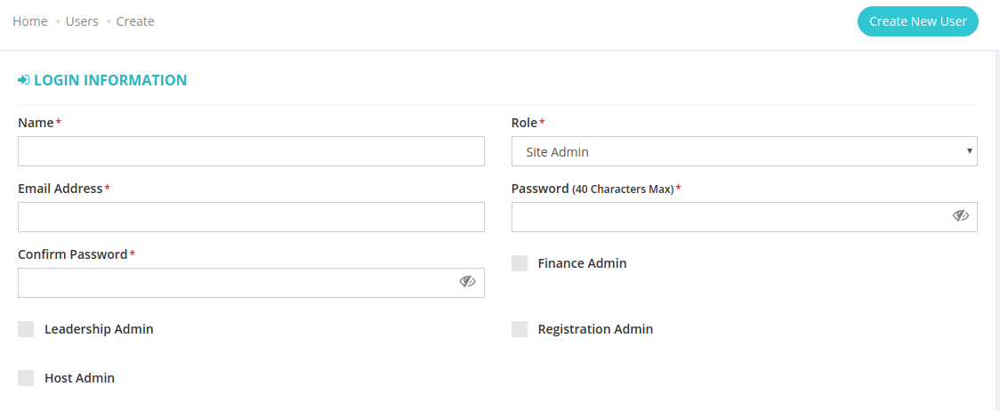 Home • Users • Create
Create New User
LOGIN INFORMATION
Name*
Role*
Site Admin
Email Address*
Password (40 Characters Max)*
Confirm Password*
Finance Admin
Leadership Admin
Registration Admin
Host Admin